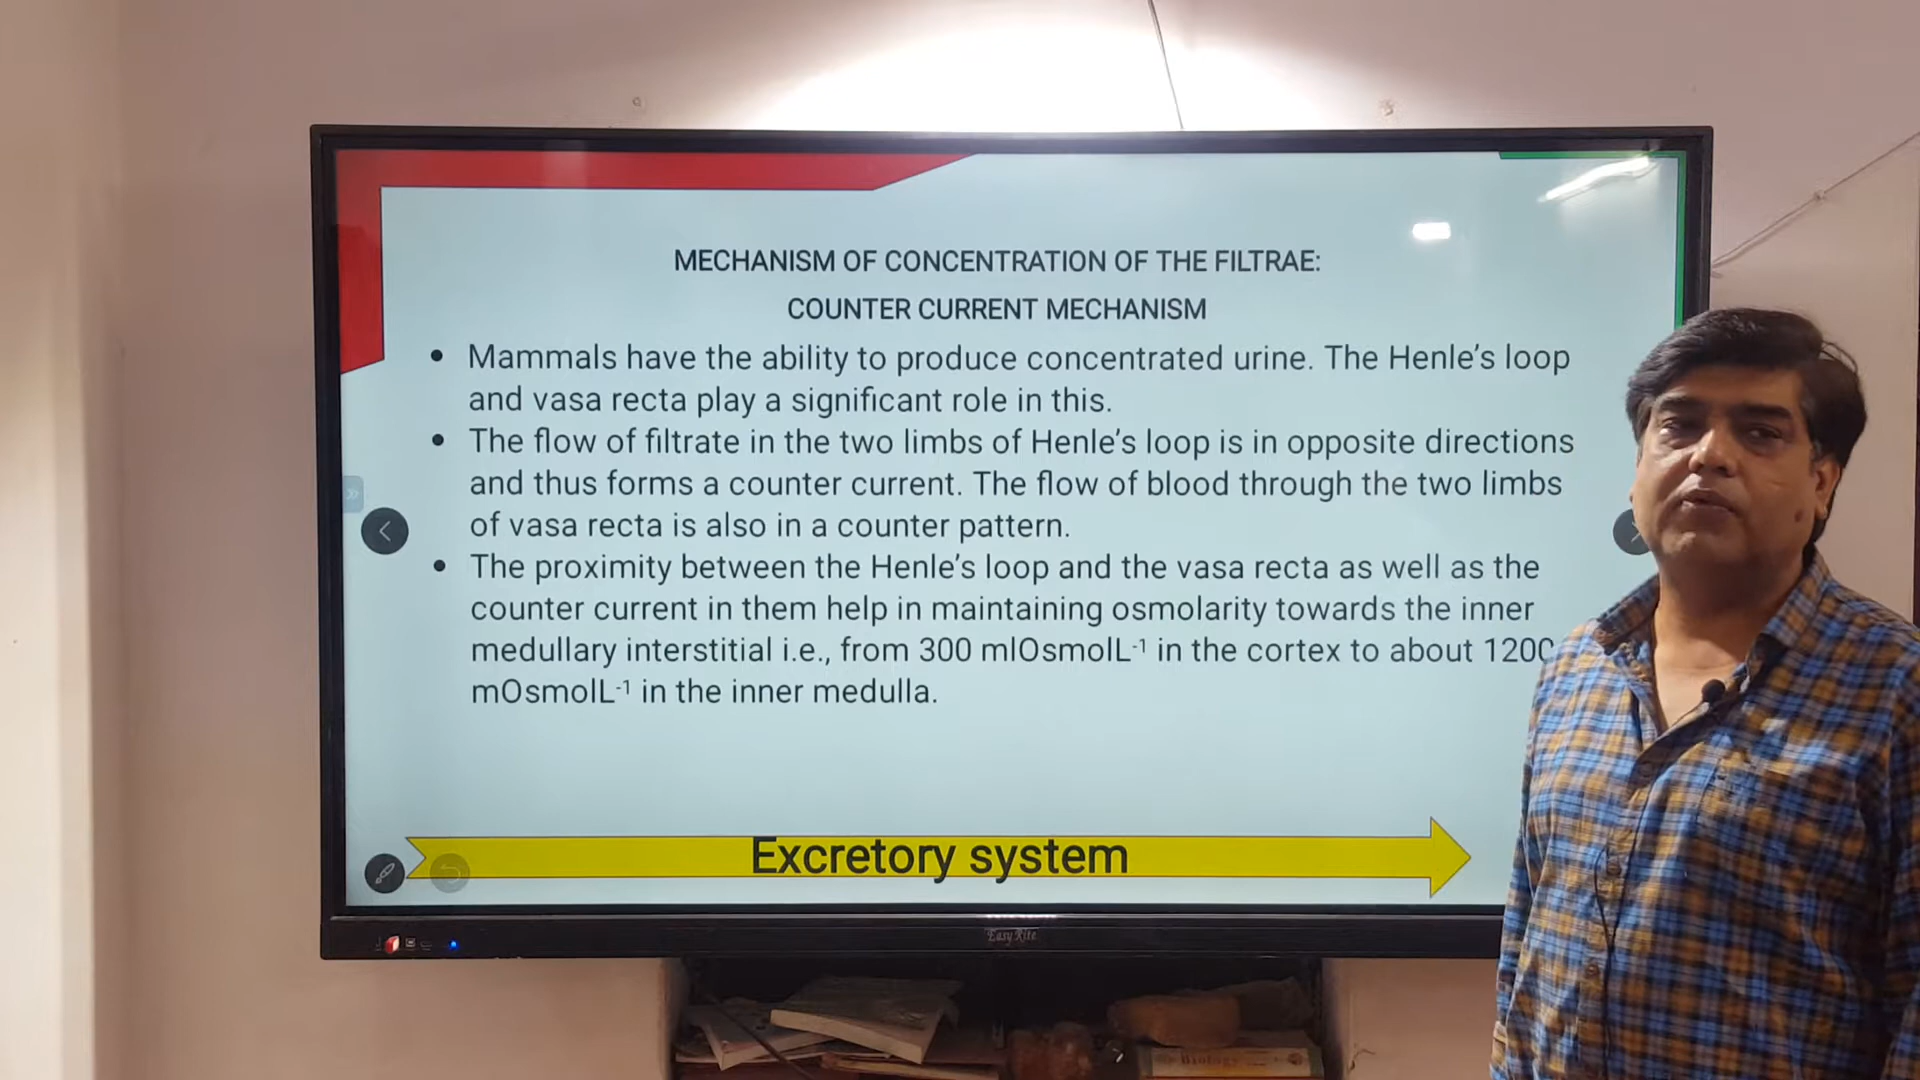 MECHANISM OF CONCENTRATION OF THE FILTRAE:
COUNTER CURRENT MECHANISM
• Mammals have the ability to produce concentrated urine. The Henle's loop
and vasa recta play a significant role in this.
• The flow of filtrate in the two limbs of Henle's loop is in opposite directions
and thus forms a counter current. The flow of blood through the two limbs
of vasa recta is also in a counter pattern.
• The proximity between the Henle's loop and the vasa recta as well as the
counter current in them help in maintaining osmolarity towards the inner
medullary interstitial i.e., from 300 mlOsmolL-1 in the cortex to about 1200
mOsmolL-1 in the inner medulla.
Excretory system
EasyRite
Biology